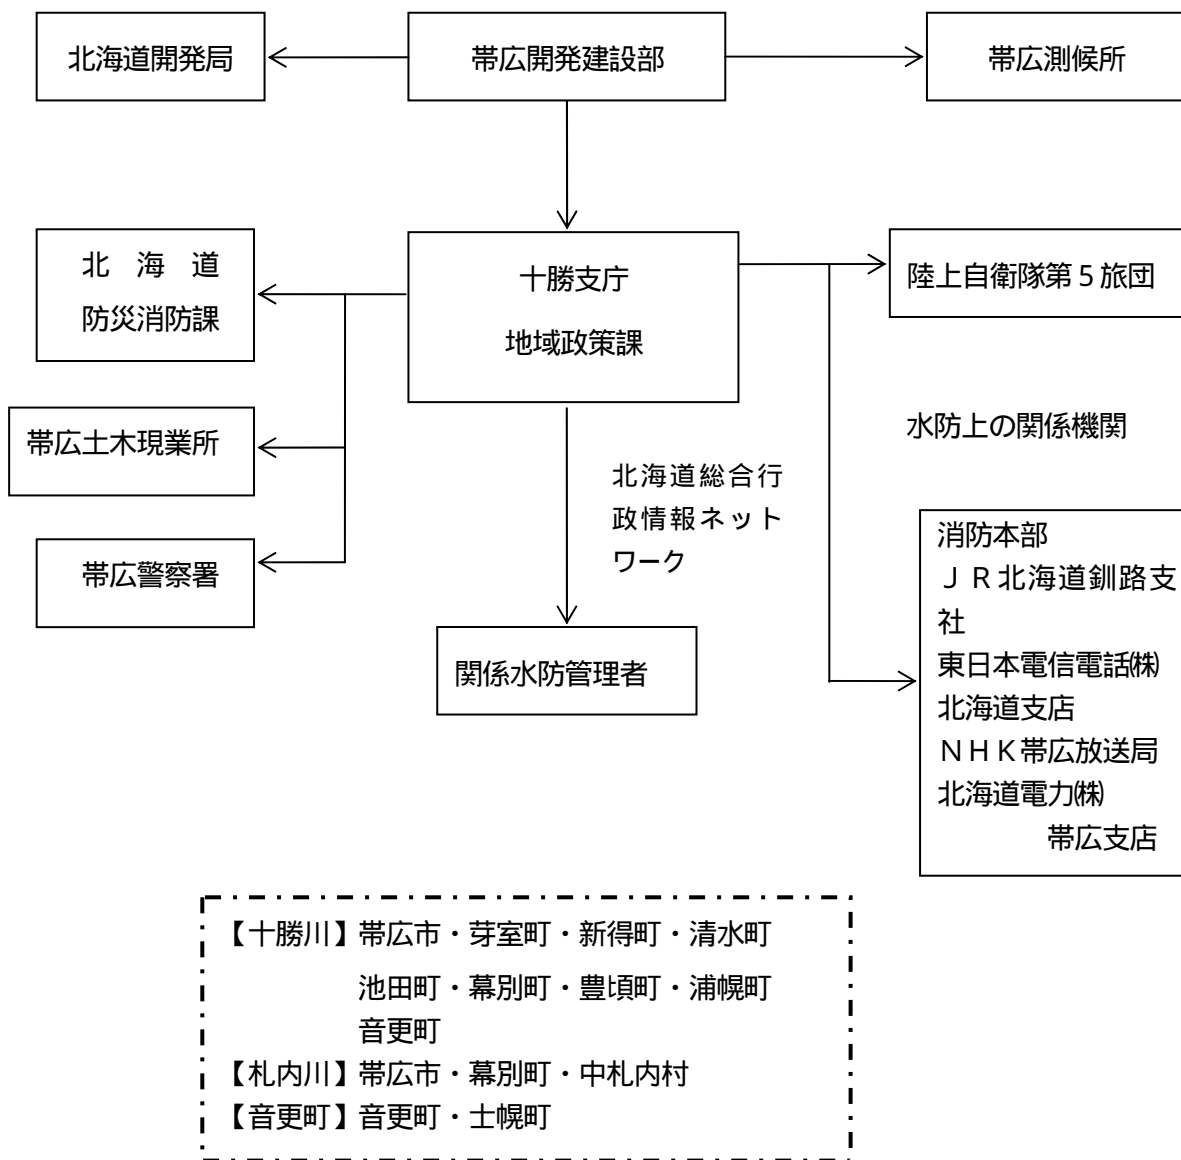 北海道開発局
帯広開発建設部
帯広測候所
北 海 道
防災消防課
十勝支庁
地域政策課
陸上自衛隊第5旅団
帯広土木現業所
水防上の関係機関
帯広警察署
北海道総合行
政情報ネット
ワーク
関係水防管理者
消防本部
JR北海道釧路支
社
東日本電信電話㈱
北海道支店
NHK帯広放送局
北海道電力㈱
帯広支店
【十勝川】帯広市・芽室町・新得町・清水町
池田町・幕別町・豊頃町・浦幌町
音更町
【札内川】帯広市・幕別町・中札内村
【音更町】音更町・士幌町